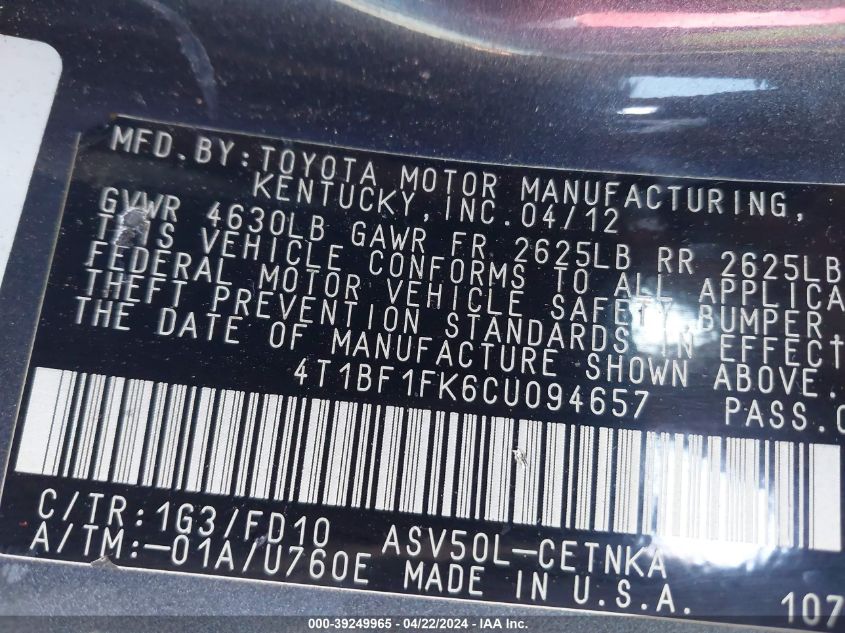 MFD.BY:TOYOTA MOTOR MANUFACTURING,
KENTUCKY,INC.04/12
GVWR 4630LB GAWR FR 2625LB RR 2625LB
THIS VEHICLE CONFORMS TO ALL APPLICA
FEDERAL MOTOR VEHICLE SAFETY,BUMPER
THEFT PREVENTION STANDARDS IN EFFECT
THE DATE OF MANUFACTURE SHOWN ABOVE.
4T1BF1FK6CU094657 PASS.C
C/TR:1G3/FD10 ASV50L-CETNKA
A/TM:-01A/U760E MADE IN U.S.A. 107
000-39249965 - 04/22/2024 - IAAI.com.